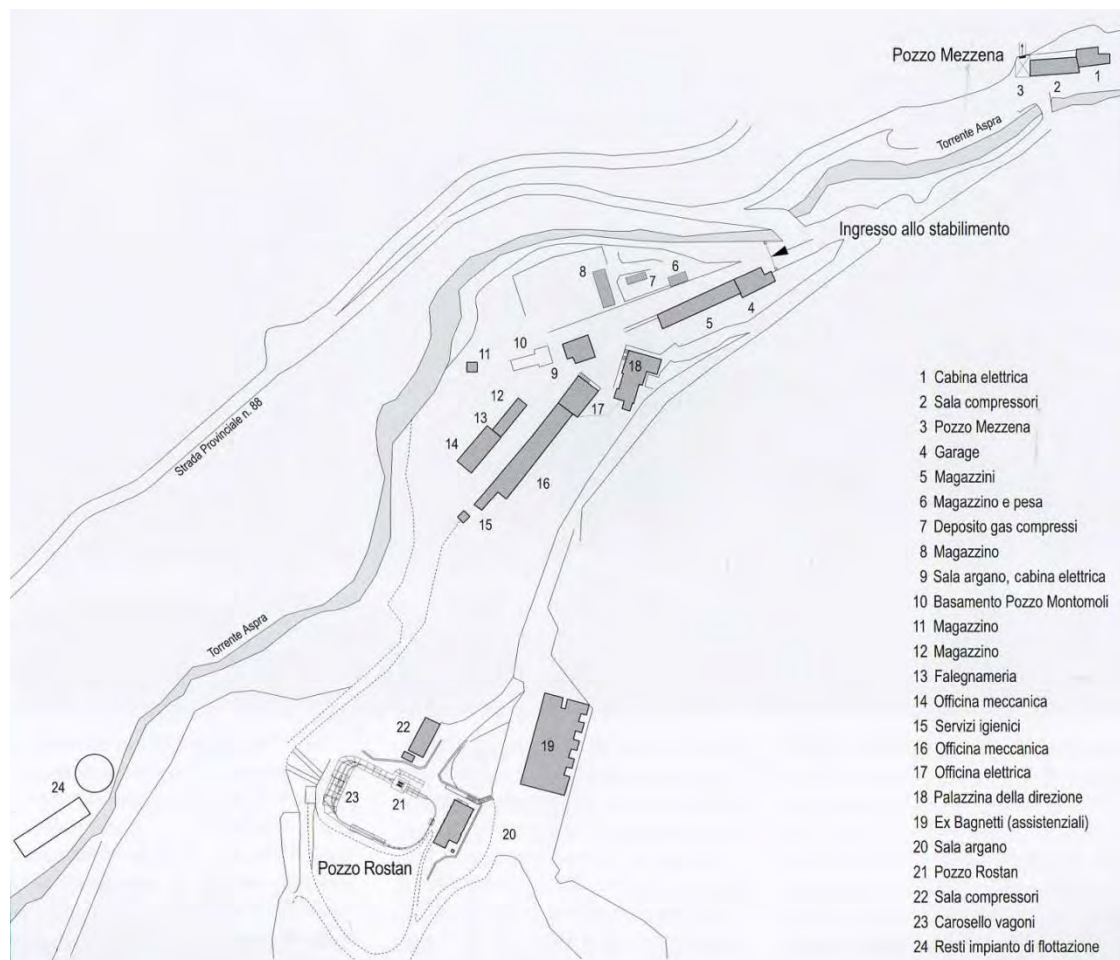 Pozzo Mezzena
1
2
3
Torrente Aspra
Ingresso allo stabilimento
8
7
6
4
5
10
11
9
18
12
17
13
14
16
15
Strada Provinciale n. 88
Torrente Aspra
22
19
24
23
21
20
Pozzo Rostan
1 Cabina elettrica
2 Sala compressori
3 Pozzo Mezzena
4 Garage
5 Magazzini
6 Magazzino e pesa
7 Deposito gas compressi
8 Magazzino
9 Sala argano, cabina elettrica
10 Basamento Pozzo Montomoli
11 Magazzino
12 Magazzino
13 Falegnameria
14 Officina meccanica
15 Servizi igienici
16 Officina meccanica
17 Officina elettrica
18 Palazzina della direzione
19 Ex Bagnetti (assistenziali)
20 Sala argano
21 Pozzo Rostan
22 Sala compressori
23 Carosello vagoni
24 Resti impianto di flottazione